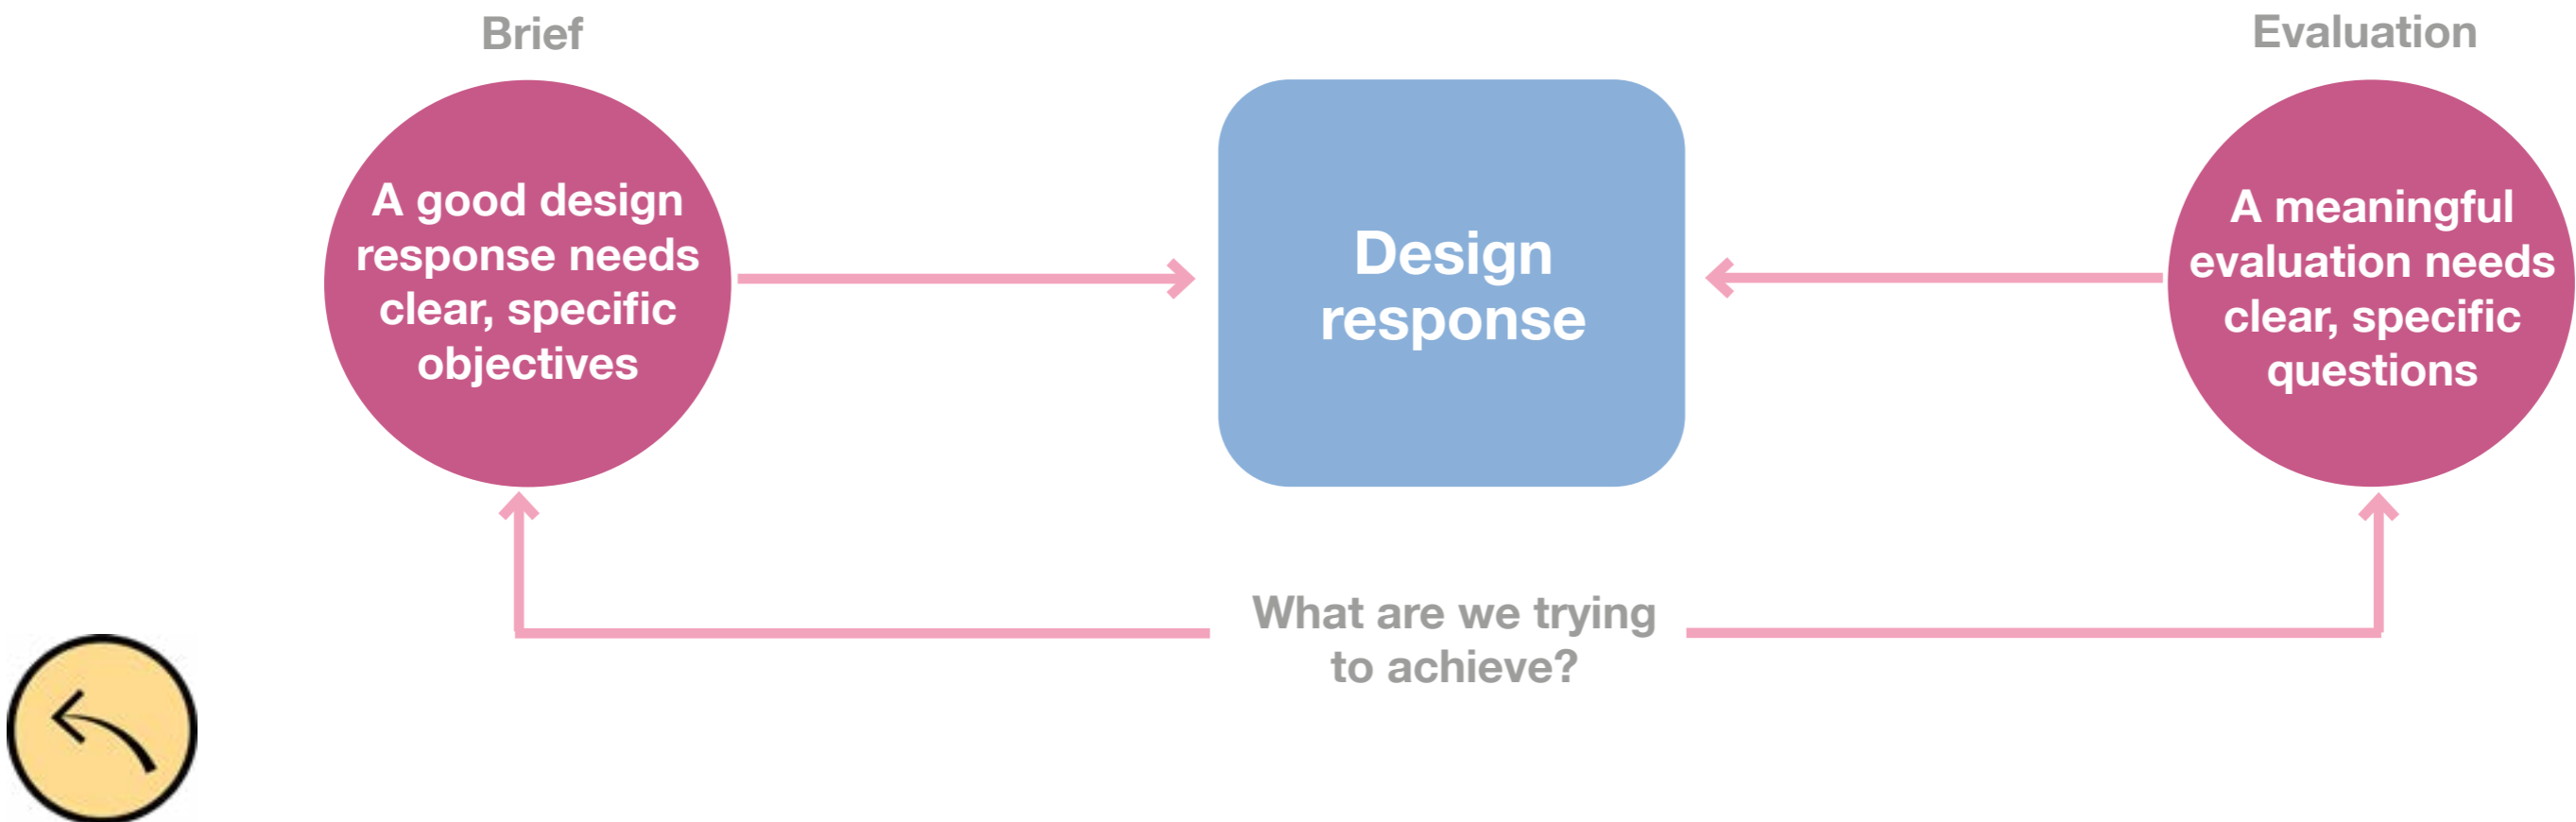 Brief
A good design
response needs
clear, specific
objectives
Design
response
Evaluation
A meaningful
evaluation needs
clear, specific
questions
What are we trying
to achieve?